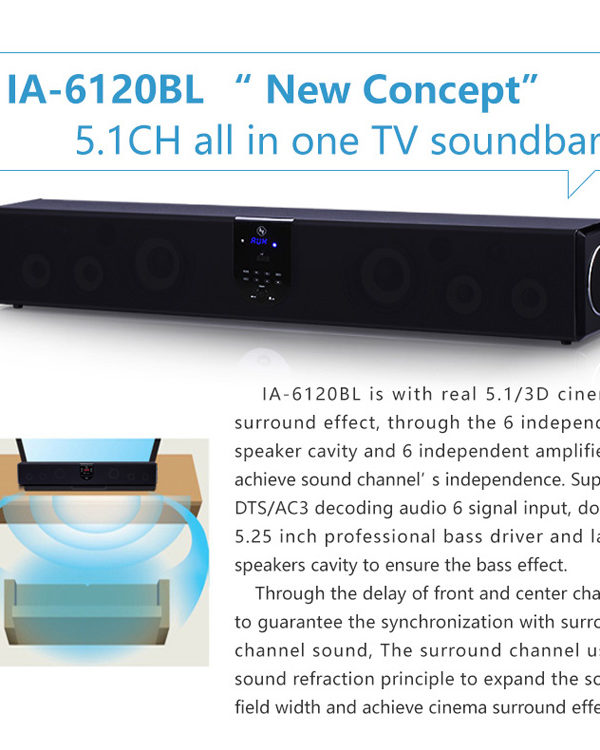 IA-6120BL “ New Concept”
5.1CH all in one TV soundbar
AUX
IA-6120BL is with real 5.1/3D cine
surround effect, through the 6 independ
speaker cavity and 6 independent amplifie
achieve sound channel’ s independence. Sup
DTS/AC3 decoding audio 6 signal input, do
5.25 inch professional bass driver and la
speakers cavity to ensure the bass effect.
Through the delay of front and center cha
to guarantee the synchronization with surro
channel sound, The surround channel us
sound refraction principle to expand the so
field width and achieve cinema surround effe